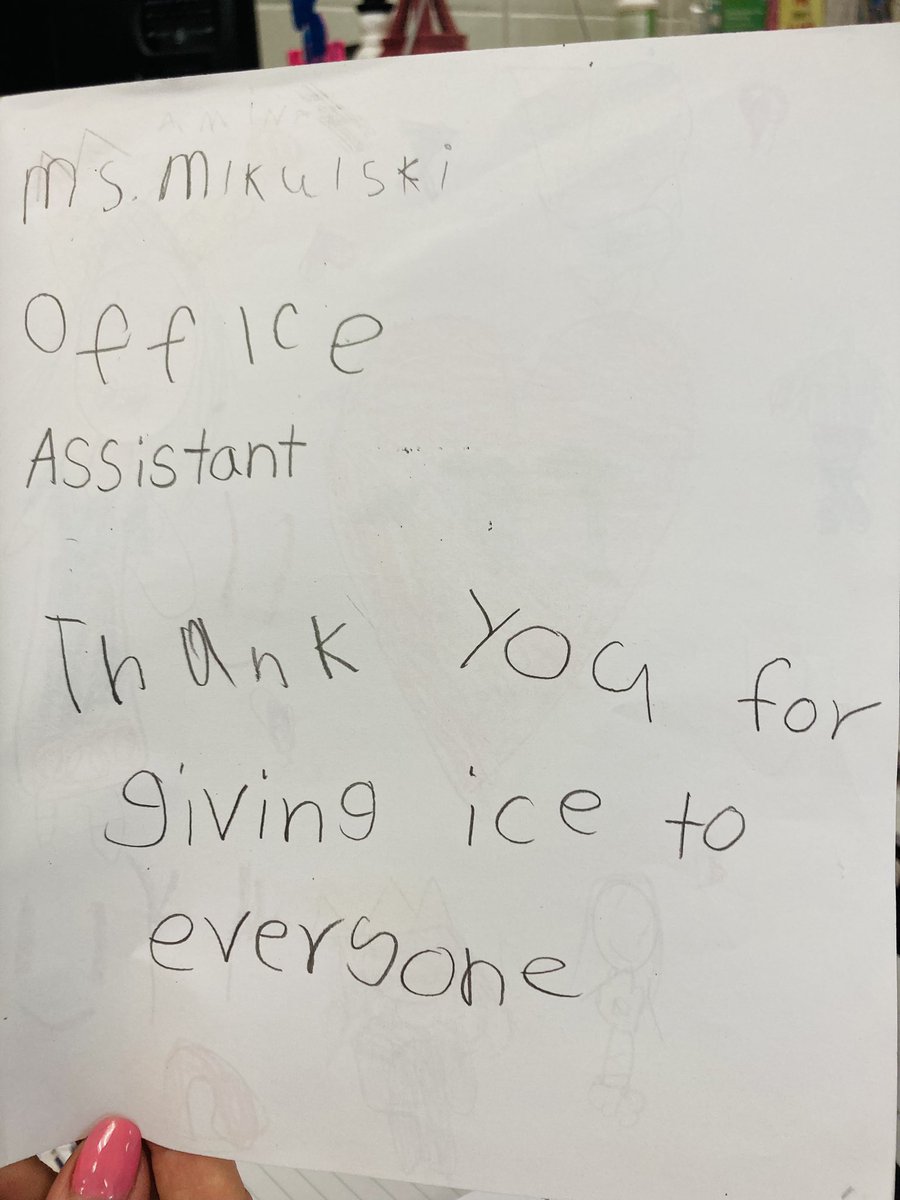 Ms. Mikulski
Office
Assistant
Thank you for
giving ice to
everyone